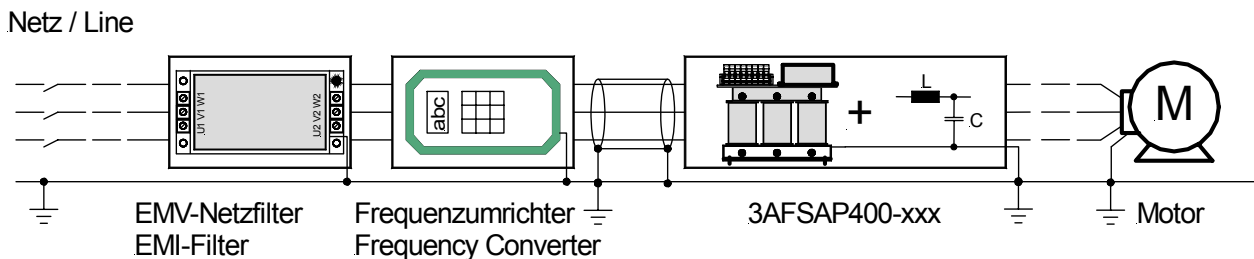 Netz / Line
U1 V1 W1
U2 V2 W2
abc
+
L
C
M
EMV-Netzfilter
EMI-Filter
Frequenzumrichter
Frequency Converter
3AFSAP400-xxx
Motor